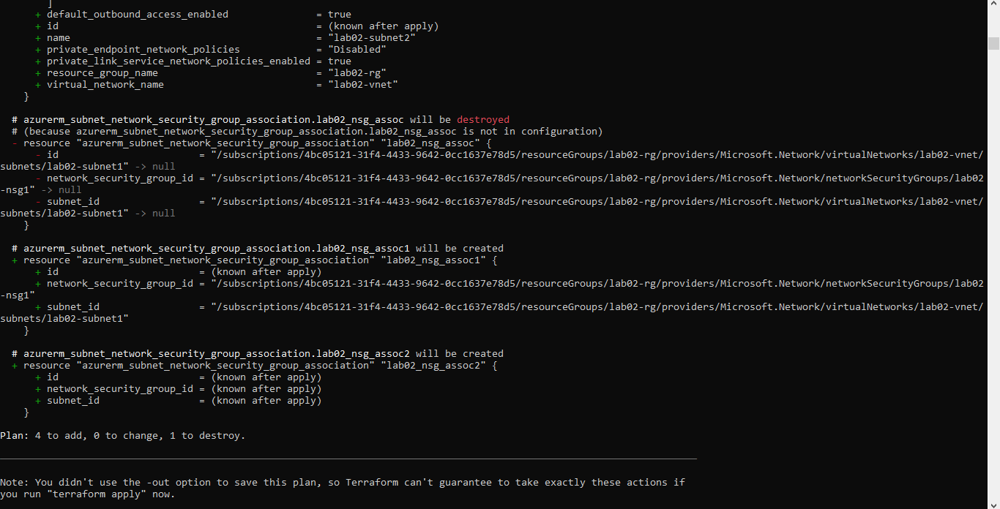 ]
      + default_outbound_access_enabled               = true
      + id                                            = (known after apply)
      + name                                          = "lab02-subnet2"
      + private_endpoint_network_policies             = "Disabled"
      + private_link_service_network_policies_enabled = true
      + resource_group_name                           = "lab02-rg"
      + virtual_network_name                          = "lab02-vnet"
    }

  # azurerm_subnet_network_security_group_association.lab02_nsg_assoc will be destroyed
  # (because azurerm_subnet_network_security_group_association.lab02_nsg_assoc is not in configuration)
  - resource "azurerm_subnet_network_security_group_association" "lab02_nsg_assoc" {
      - id                        = "/subscriptions/4bc05121-31f4-4433-9642-0cc1637e78d5/resourceGroups/lab02-rg/providers/Microsoft.Network/virtualNetworks/lab02-vnet/
subnets/lab02-subnet1" -> null
      - network_security_group_id = "/subscriptions/4bc05121-31f4-4433-9642-0cc1637e78d5/resourceGroups/lab02-rg/providers/Microsoft.Network/networkSecurityGroups/lab02
-nsg1" -> null
      - subnet_id                 = "/subscriptions/4bc05121-31f4-4433-9642-0cc1637e78d5/resourceGroups/lab02-rg/providers/Microsoft.Network/virtualNetworks/lab02-vnet/
subnets/lab02-subnet1" -> null
    }

  # azurerm_subnet_network_security_group_association.lab02_nsg_assoc1 will be created
  + resource "azurerm_subnet_network_security_group_association" "lab02_nsg_assoc1" {
      + id                        = (known after apply)
      + network_security_group_id = "/subscriptions/4bc05121-31f4-4433-9642-0cc1637e78d5/resourceGroups/lab02-rg/providers/Microsoft.Network/networkSecurityGroups/lab02
-nsg1"
      + subnet_id                 = "/subscriptions/4bc05121-31f4-4433-9642-0cc1637e78d5/resourceGroups/lab02-rg/providers/Microsoft.Network/virtualNetworks/lab02-vnet/
subnets/lab02-subnet1"
    }

  # azurerm_subnet_network_security_group_association.lab02_nsg_assoc2 will be created
  + resource "azurerm_subnet_network_security_group_association" "lab02_nsg_assoc2" {
      + id                        = (known after apply)
      + network_security_group_id = (known after apply)
      + subnet_id                 = (known after apply)
    }

Plan: 4 to add, 0 to change, 1 to destroy.

Note: You didn't use the -out option to save this plan, so Terraform can't guarantee to take exactly these actions if
you run "terraform apply" now.